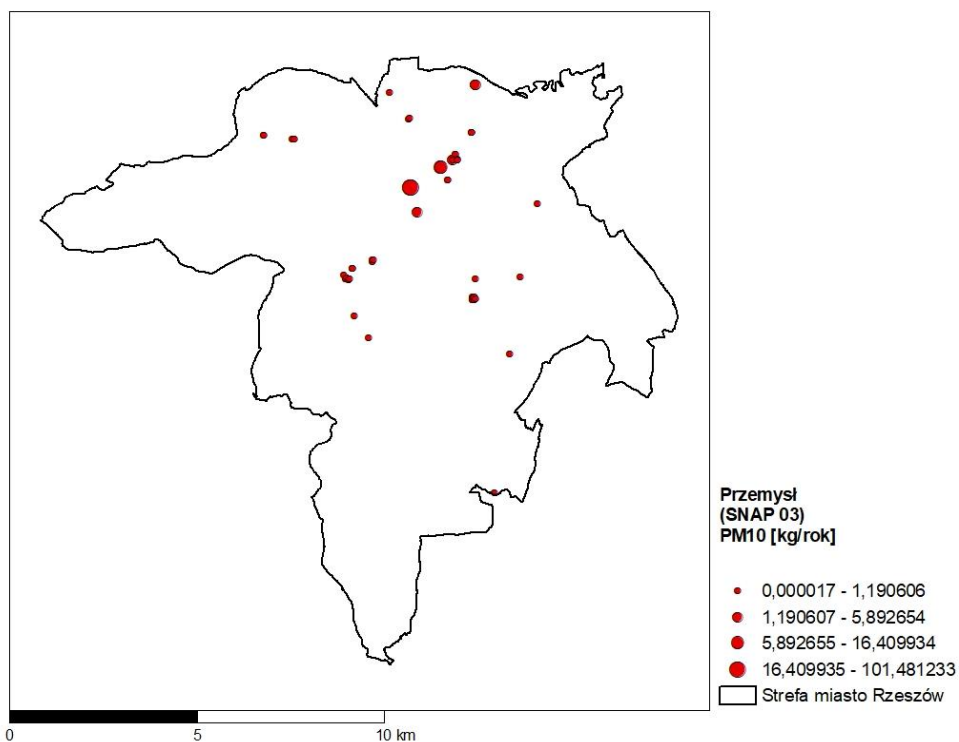 Przemysł
(SNAP 03)
PM10 [kg/rok]
0,000017 - 1,190606
1,190607 - 5,892654
5,892655 - 16,409934
16,409935 - 101,481233
Strefa miasto Rzeszów
0 5 10 km